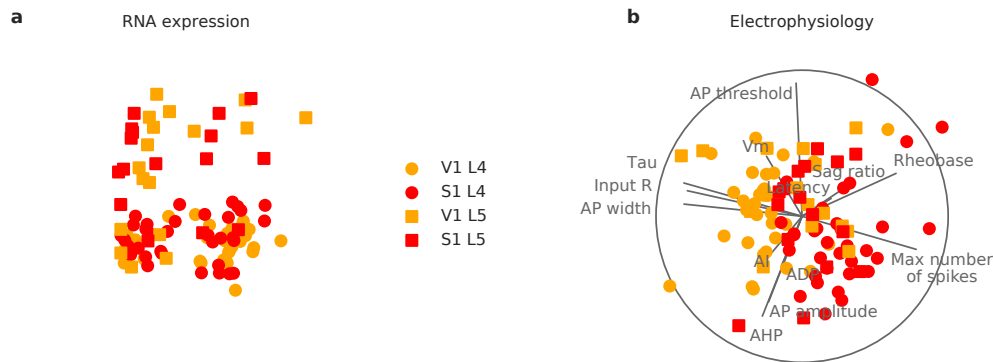 a
RNA expression
V1 L4
S1 L4
V1 L5
S1 L5
b
Electrophysiology
AP threshold
Vm
Tau
Sag ratio
Rheobase
Input R
Latency
AP width
AI
ADP
Max number
of spikes
AP amplitude
AHP